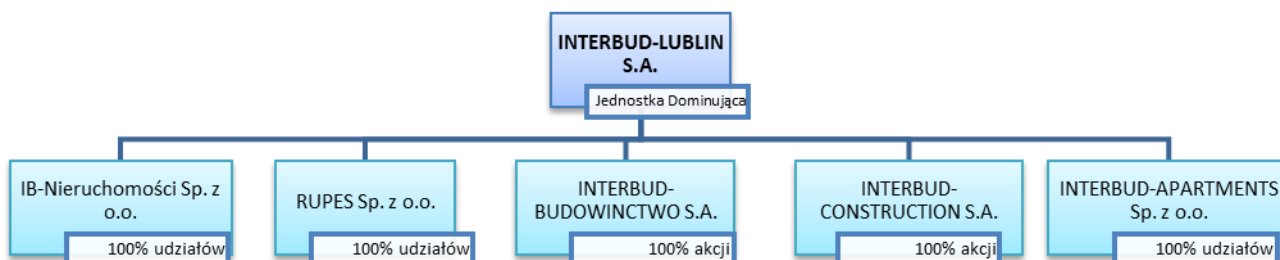 INTERBUD-LUBLIN
S.A.
Jednostka Dominująca
IB-Nieruchomości Sp. z
o.o.
100% udziałów
RUPES Sp. z o.o.
100% udziałów
INTERBUD-
BUDOWINCTWO S.A.
100% akcji
INTERBUD-
CONSTRUCTION S.A.
100% akcji
INTERBUD-APARTMENTS
Sp. z o.o.
100% udziałów